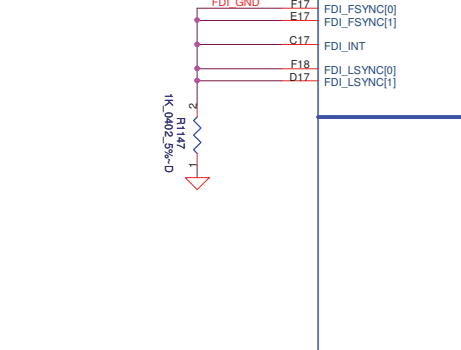 FDI_GND
F17 FDI_FSYNC[0]
E17 FDI_FSYNC[1]
C17 FDI_INT
F18 FDI_LSYNC[0]
D17 FDI_LSYNC[1]
2
R1147
1K_0402_5%~D
1